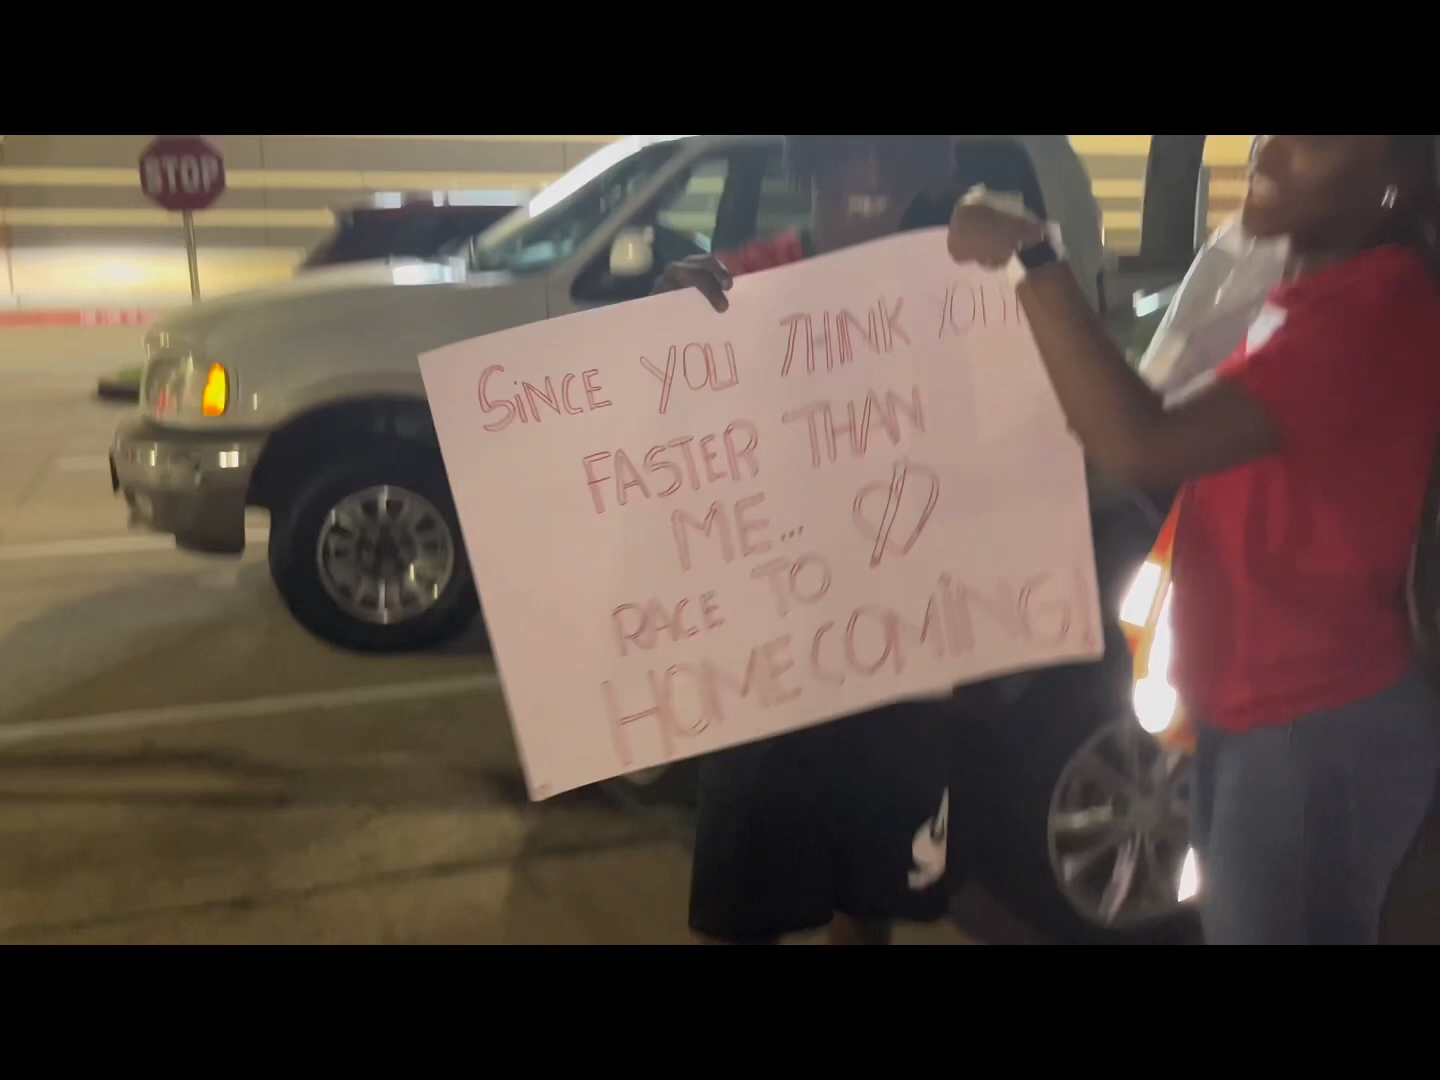 STOP
SINCE YOU THINK
FASTER THAN
ME...
RACE TO
HOMECOMING!